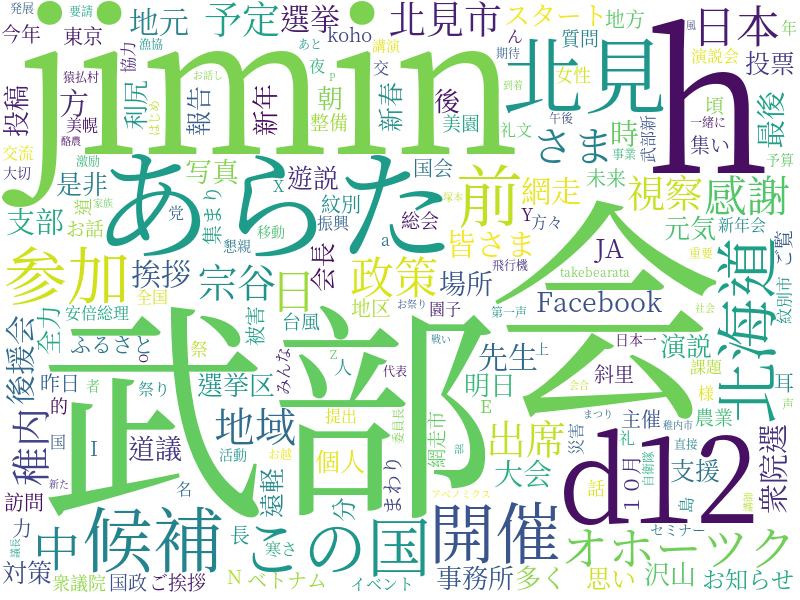 発展
要請
地元
予定
選挙
北見市
スタート
地方
日本
今年
東京
協力
漁協
あと
koho
講演
ん
質問
年
風
jimin
北見
h
猿払村
お話し
P
夜
交
期待
女性
演説会
投票
投稿
方
利尻
報告
新年
朝
新春
後
到着
美幌
はじめ
整備
美園
礼文
午後
武部新
頃
一緒に
最後
酪農
さま
時
事業
集い
予算
交流
激励
大切
是非
写真
国会
あらた
前
網走
未来
視察
感謝
支部
お話
道
家族
集まり
X
遊説
紋別
総会
塚本
皆さま
Y
方々
元気
新年会
ご覧
党
移動
振興
a
懇親
会長
JA
飛行機
重要
参加
挨拶
宗谷
日
政策
場所
takebearata
北海道
紋別市
全国
会
Facebook
後援会
全力
安倍総理
o
被害
台風
地区
お祭り
園子
第一声
社会
ふるさと
祭
武部
Z
人
代表
戦い
日本一
先生
上
演説
昨日
者
祭り
選挙区
みんな
斜里
課題
耳
的
明日
様
声
稚内
地域
提出
委員長
網走市
E
会合
まつり
主催
農業
稚内市
国
I
道議
出席
d12
衆院選
礼
直接
活動
お越し
個人
大会
災害
１０月
自衛隊
支援
訪問
新た
名
遠軽
分
まわり
アベノミクス
話
島
力
中
候補
この国
開催
オホーツク
議長
長
寒さ
セミナー
対策
衆議院
国政
ご挨拶
N
ベトナム
イベント
事務所
多く
思い
沢山
お知らせ